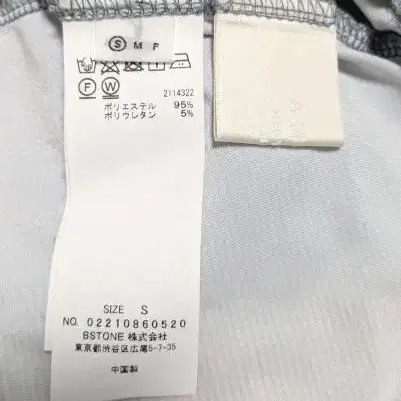 Ⓢ M F
Ⓕ Ⓦ
2114322
ポリエステル 95%
ポリウレタン 5%
SIZE S
NO. 02210860520
BSTONE 株式会社
東京都渋谷区広尾5-7-35
中国製